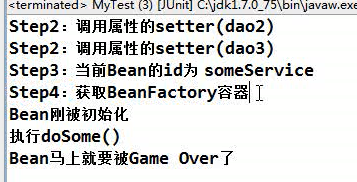 <terminated> MyTest (3) [JUnit] C:\jdk1.7.0_75\bin\javaw.ex
Step2：调用属性的setter(dao2)
Step2：调用属性的setter(dao3)
Step3：当前Bean的id为 someService
Step4：获取BeanFactory容器
Bean刚被初始化
执行doSome()
Bean马上就要被Game Over了